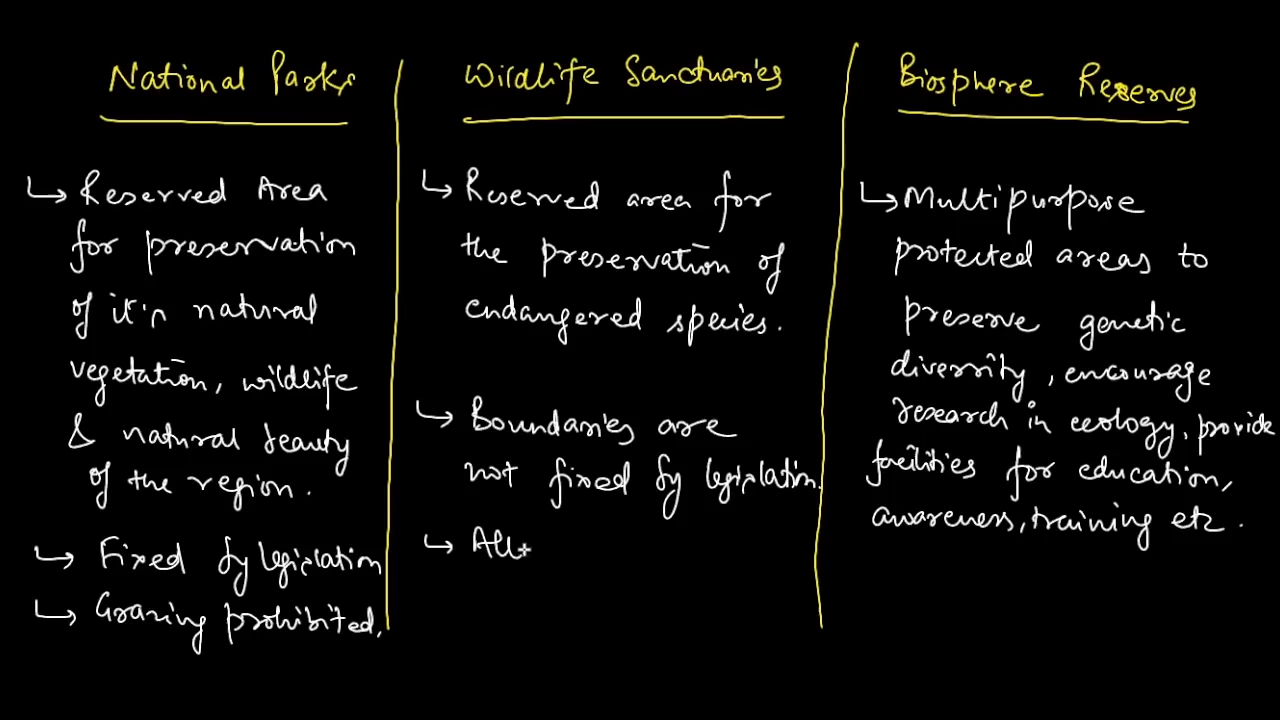 National Parks
↳ Reserved Area
for preservation
of it's natural
vegetation, wildlife
& natural beauty
of the region.
↳ Fixed by legislation
↳ Grazing prohibited.
Wildlife Sanctuaries
↳ Reserved area for
the preservation of
endangered species.
↳ Boundaries are
not fixed by legislation.
↳ All
Biosphere Reserves
↳ Multipurpose
protected areas to
preserve genetic
diversity, encourage
research in ecology, provide
facilities for education,
awareness, training etc.